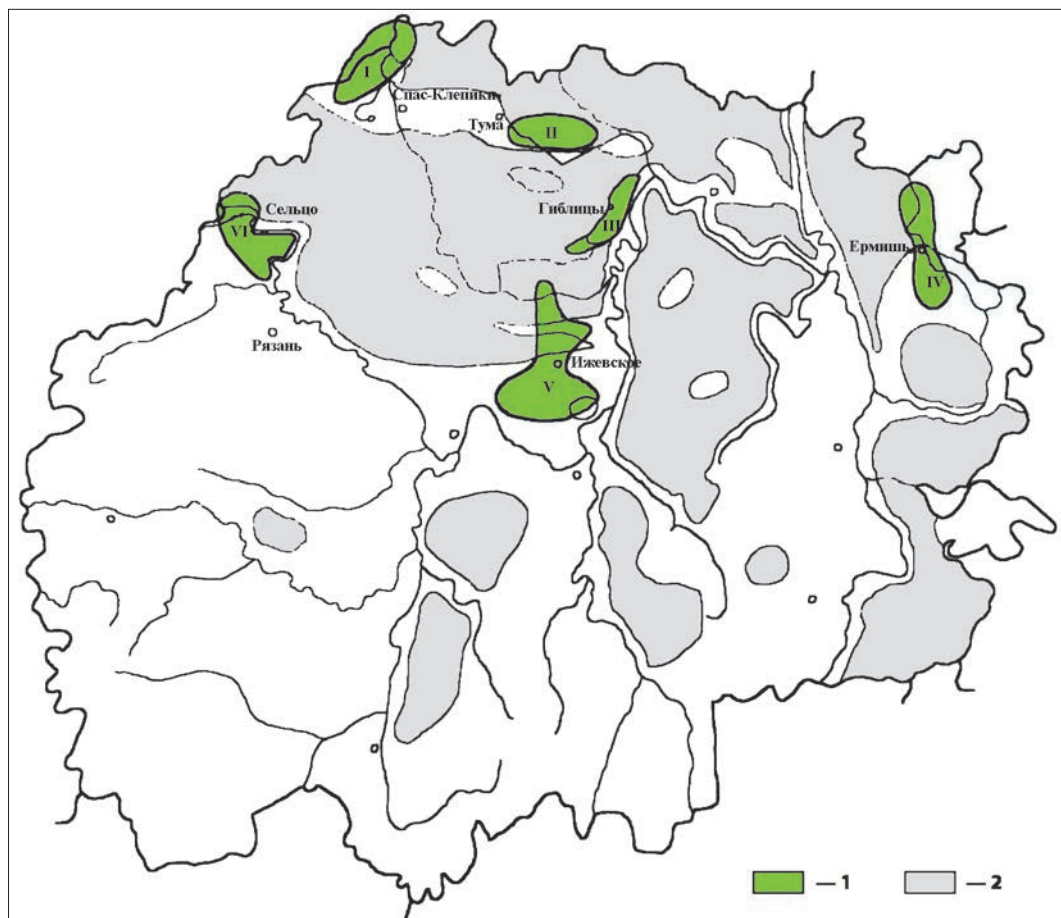 I
Спас-Клепики
Тума
II
Сельцо
VI
Гиблицы
III
Ермишь
IV
Рязань
Ижевское
V
— 1
— 2